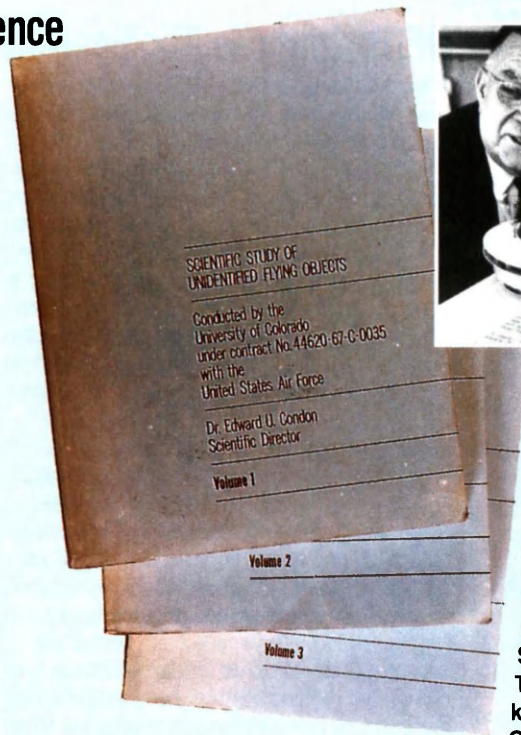 SCIENTIFIC STUDY OF
UNIDENTIFIED FLYING OBJECTS
Conducted by the
University of Colorado
under contract No. 44620-67-C-0035
with the
United States Air Force
Dr. Edward U. Condon
Scientific Director
Volume 1
Volume 2
Volume 3